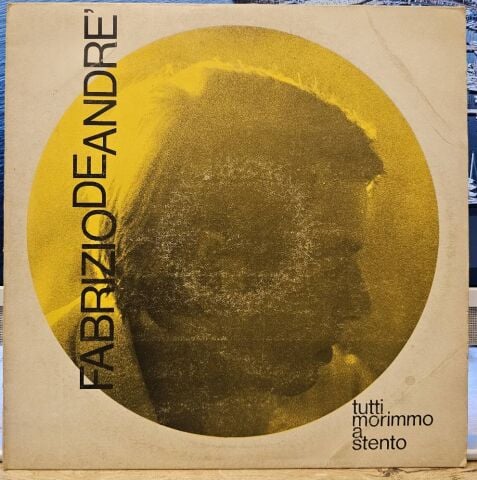 FABRIZIODEANDRE'
tutti
morimmo
a
stento